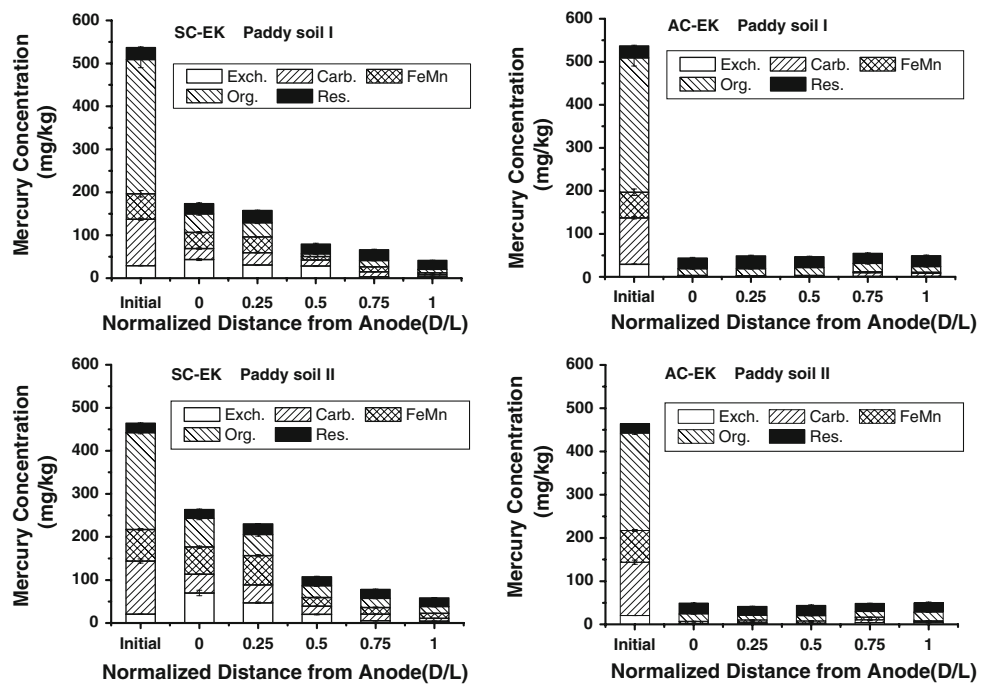 SC-EK Paddy soil I
Exch. Carb. FeMn
Org. Res.
Mercury Concentration
(mg/kg)
600
500
400
300
200
100
0
Initial 0 0.25 0.5 0.75 1
Normalized Distance from Anode(D/L)
AC-EK Paddy soil I
Exch. Carb. FeMn
Org. Res.
Mercury Concentration
(mg/kg)
600
500
400
300
200
100
0
Initial 0 0.25 0.5 0.75 1
Normalized Distance from Anode(D/L)
SC-EK Paddy soil II
Exch. Carb. FeMn
Org. Res.
Mercury Concentration
(mg/kg)
600
500
400
300
200
100
0
Initial 0 0.25 0.5 0.75 1
Normalized Distance from Anode(D/L)
AC-EK Paddy soil II
Exch. Carb. FeMn
Org. Res.
Mercury Concentration
(mg/kg)
600
500
400
300
200
100
0
Initial 0 0.25 0.5 0.75 1
Normalized Distance from Anode(D/L)